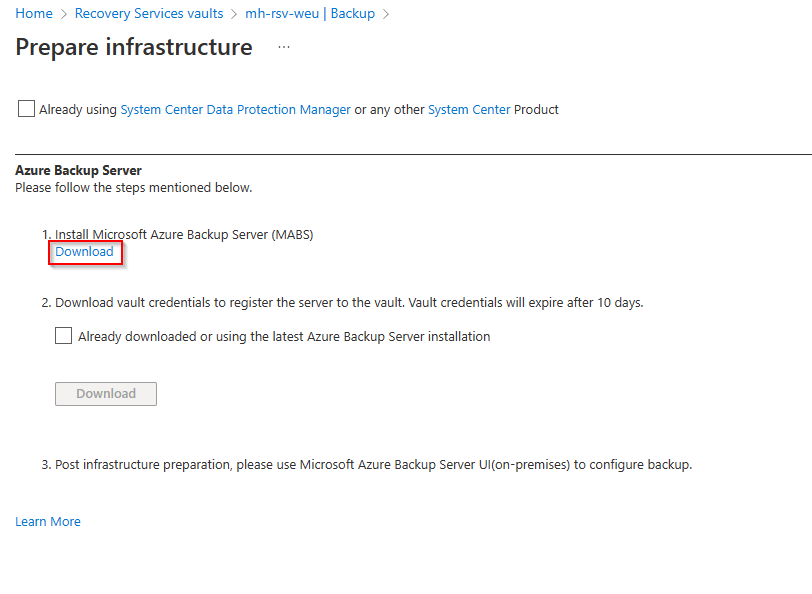 Home > Recovery Services vaults > mh-rsv-weu | Backup >
Prepare infrastructure ...
Already using System Center Data Protection Manager or any other System Center Product
Azure Backup Server
Please follow the steps mentioned below.
1. Install Microsoft Azure Backup Server (MABS)
Download
2. Download vault credentials to register the server to the vault. Vault credentials will expire after 10 days.
Already downloaded or using the latest Azure Backup Server installation
Download
3. Post infrastructure preparation, please use Microsoft Azure Backup Server UI(on-premises) to configure backup.
Learn More